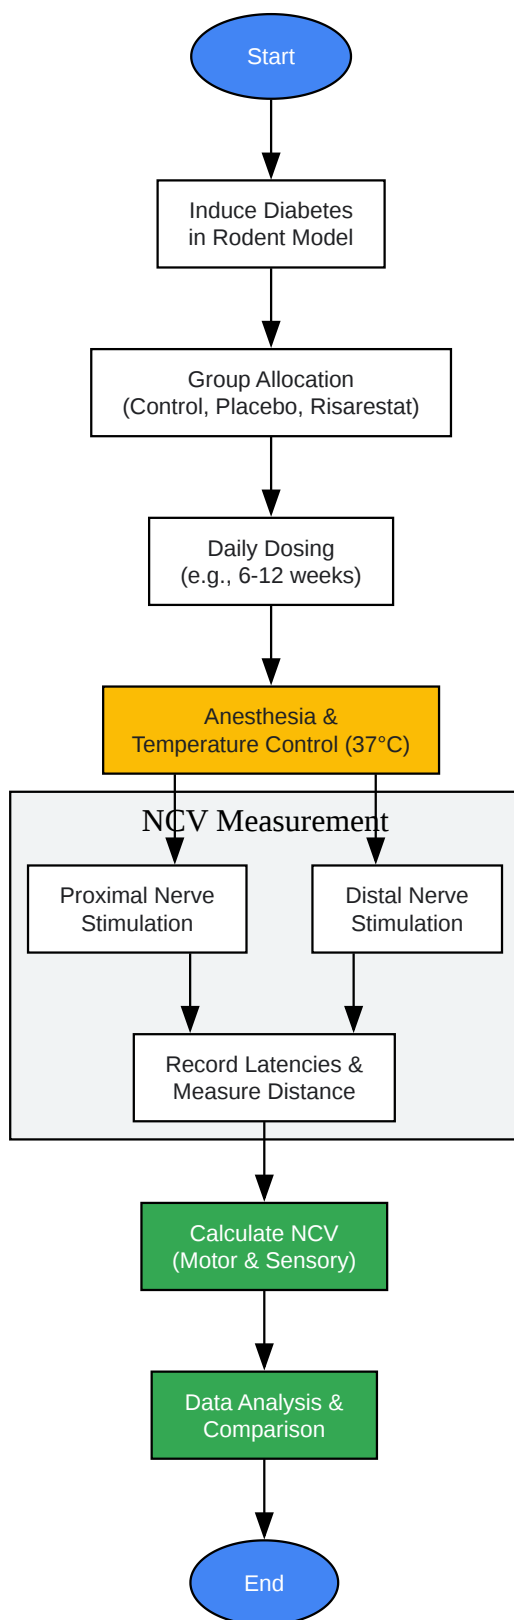 Start
Induce Diabetes
in Rodent Model
Group Allocation
(Control, Placebo, Risarestat)
Daily Dosing
(e.g., 6-12 weeks)
Anesthesia &
Temperature Control (37°C)
NCV Measurement
Proximal Nerve
Stimulation
Distal Nerve
Stimulation
Record Latencies &
Measure Distance
Calculate NCV
(Motor & Sensory)
Data Analysis &
Comparison
End